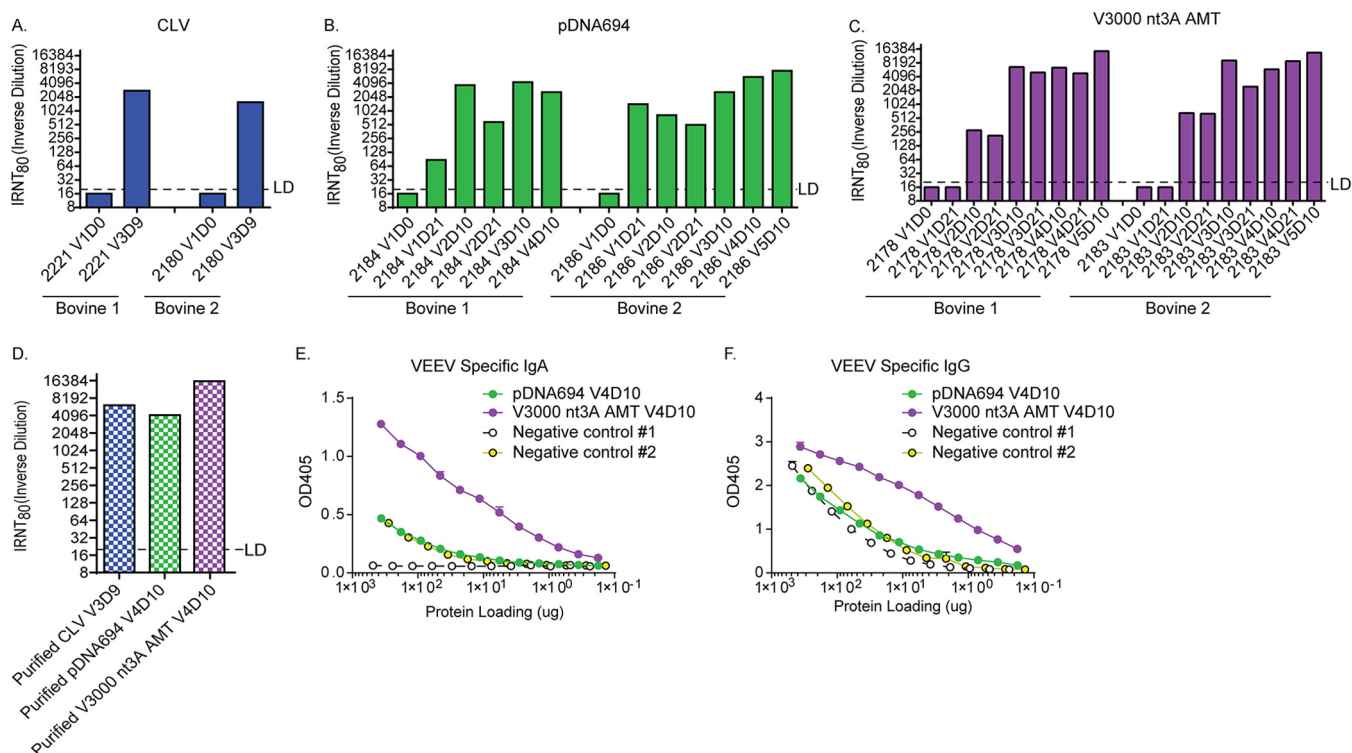 A.
CLV
IRNT80(Inverse Dilution)
16384
8192
4096
2048
1024
512
256
128
64
32
16
8
LD
2221 V1D0
2221 V3D9
2180 V1D0
2180 V3D9
Bovine 1
Bovine 2
B.
pDNA694
IRNT80(Inverse Dilution)
16384
8192
4096
2048
1024
512
256
128
64
32
16
8
LD
2184 V1D0
2184 V1D21
2184 V2D10
2184 V2D21
2184 V3D10
2184 V4D10
2186 V1D0
2186 V1D21
2186 V2D10
2186 V2D21
2186 V3D10
2186 V4D10
2186 V5D10
Bovine 1
Bovine 2
C.
V3000 nt3A AMT
IRNT80 (Inverse Dilution)
16384
8192
4096
2048
1024
512
256
128
64
32
16
8
LD
2178 V1D0
2178 V1D21
2178 V2D10
2178 V2D21
2178 V3D10
2178 V3D21
2178 V4D10
2178 V4D21
2178 V5D10
2183 V1D0
2183 V1D21
2183 V2D10
2183 V2D21
2183 V3D10
2183 V3D21
2183 V4D10
2183 V4D21
2183 V5D10
Bovine 1
Bovine 2
D.
IRNT80(Inverse Dilution)
16384
8192
4096
2048
1024
512
256
128
64
32
16
8
LD
Purified CLV V3D9
Purified pDNA694 V4D10
Purified V3000 nt3A AMT V4D10
E.
VEEV Specific IgA
pDNA694 V4D10
V3000 nt3A AMT V4D10
Negative control #1
Negative control #2
OD405
1.5
1.0
0.5
0.0
1×10³
1×10²
1×10¹
1×10⁰
1×10⁻¹
Protein Loading (ug)
F.
VEEV Specific IgG
pDNA694 V4D10
V3000 nt3A AMT V4D10
Negative control #1
Negative control #2
OD405
4
3
2
1
0
1×10³
1×10²
1×10¹
1×10⁰
1×10⁻¹
Protein Loading (ug)